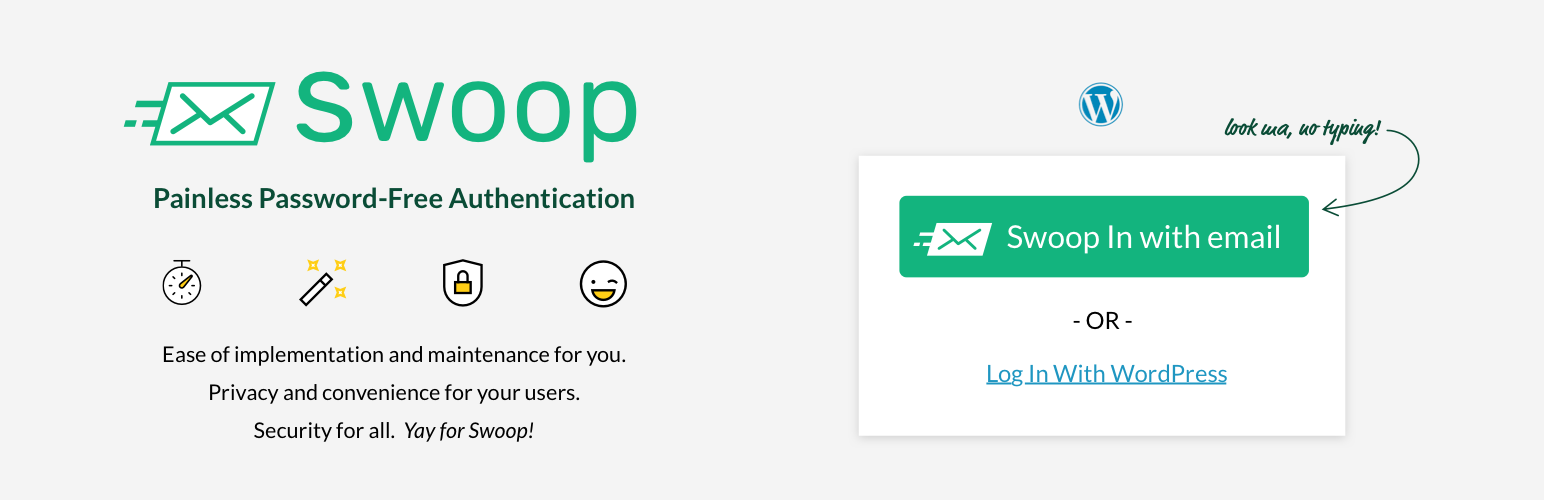 Swoop
Painless Password-Free Authentication
Ease of implementation and maintenance for you.
Privacy and convenience for your users.
Security for all. Yay for Swoop!
W
look ma, no typing!
Swoop In with email
- OR -
Log In With WordPress